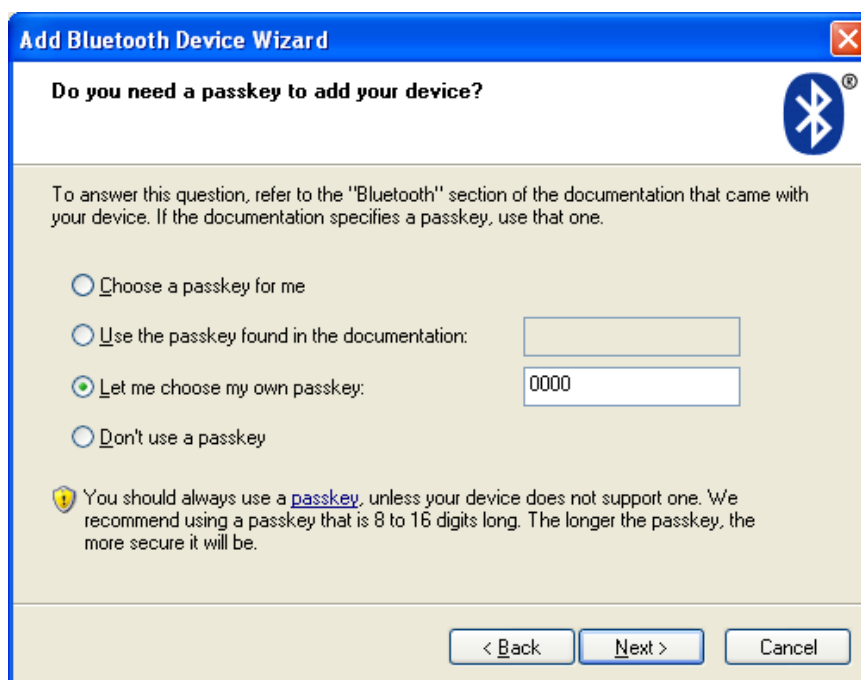 Add Bluetooth Device Wizard
Do you need a passkey to add your device?
®
To answer this question, refer to the "Bluetooth" section of the documentation that came with
your device. If the documentation specifies a passkey, use that one.
Choose a passkey for me
Use the passkey found in the documentation:
Let me choose my own passkey: 0000
Don't use a passkey
You should always use a passkey, unless your device does not support one. We
recommend using a passkey that is 8 to 16 digits long. The longer the passkey, the
more secure it will be.
< Back Next > Cancel